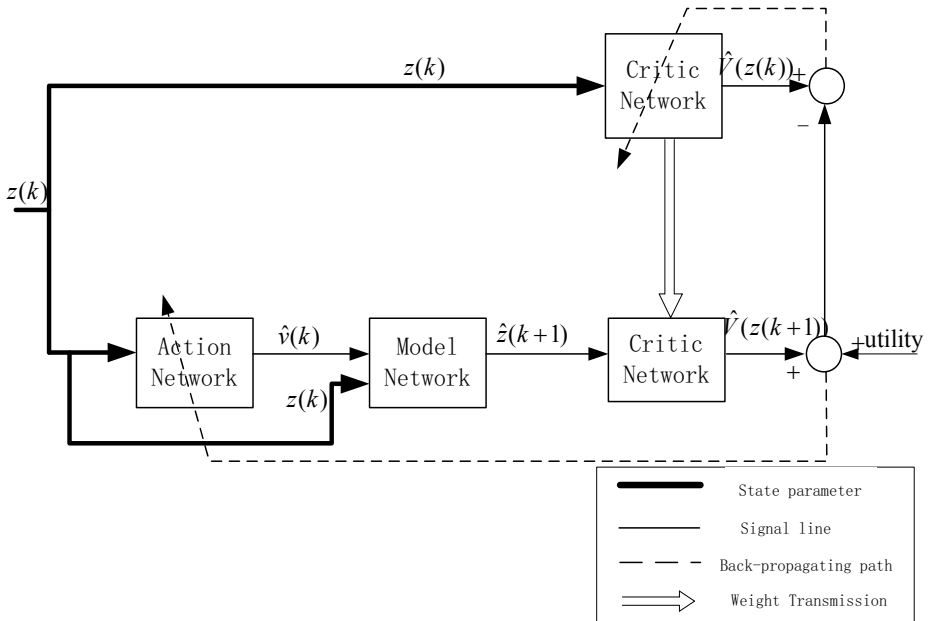 z(k)
Critic
Network
V̂(z(k))
+
−
z(k)
Action
Network
v̂(k)
z(k)
Model
Network
ẑ(k+1)
Critic
Network
V̂(z(k+1))
+
+
utility
State parameter
Signal line
Back-propagating path
Weight Transmission